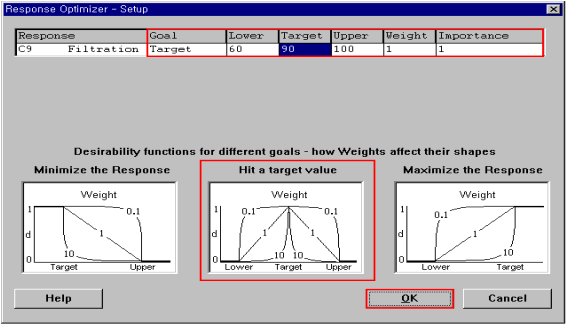 Response Optimizer - Setup
Response Goal Lower Target Upper Weight Importance
C9 Filtration Target 60 90 100 1 1
Desirability functions for different goals - how Weights affect their shapes
Minimize the Response Hit a target value Maximize the Response
Weight Weight Weight
1 0.1 1 0.1 1 0.1
d 1 d 1 d 1
0 10 0 10 10 0 10
Target Upper Lower Target Upper Lower Target
Help OK Cancel